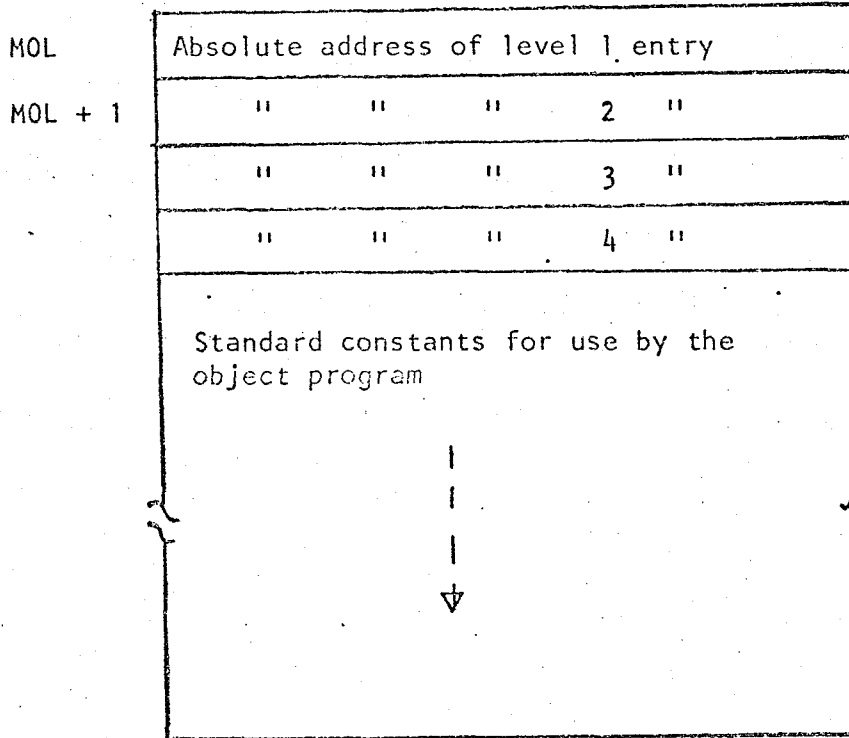 MOL Absolute address of level 1 entry
MOL + 1 " " " 2 "
" " " 3 "
" " " 4 "
Standard constants for use by the
object program